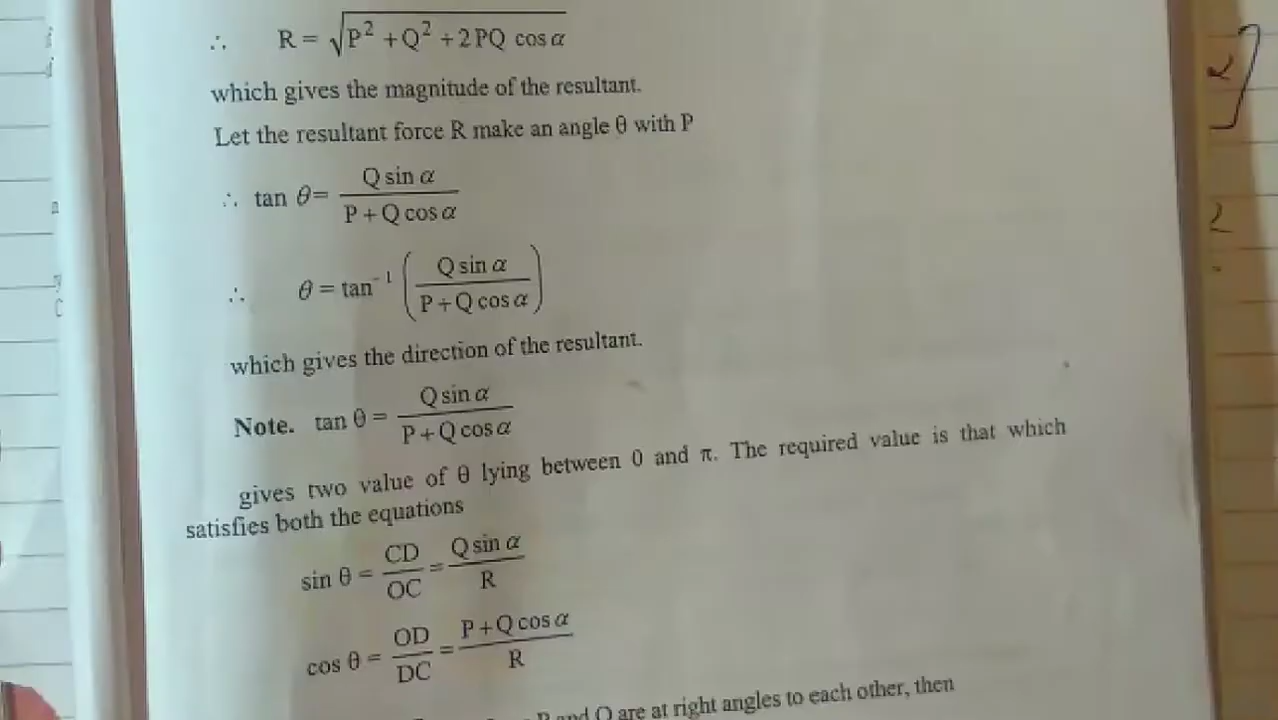 ∴ R = √(P² + Q² + 2PQ cos α)
which gives the magnitude of the resultant.
Let the resultant force R make an angle θ with P
∴ tan θ = (Q sin α)/(P + Q cos α)
∴ θ = tan⁻¹ ((Q sin α)/(P + Q cos α))
which gives the direction of the resultant.
Note. tan θ = (Q sin α)/(P + Q cos α)
gives two value of θ lying between 0 and π. The required value is that which
satisfies both the equations
sin θ = CD/OC = (Q sin α)/R
cos θ = OD/DC = (P + Q cos α)/R
P and Q are at right angles to each other, then